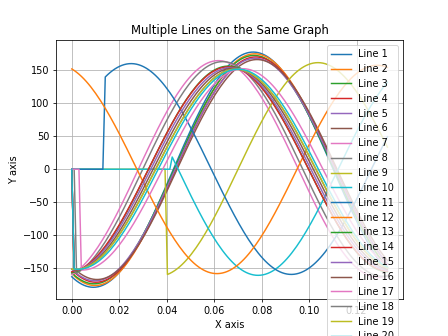 Multiple Lines on the Same Graph
Y axis
150
100
50
0
−50
−100
−150
0.00
0.02
0.04
0.06
0.08
0.10
X axis
Line 1
Line 2
Line 3
Line 4
Line 5
Line 6
Line 7
Line 8
Line 9
Line 10
Line 11
Line 12
Line 13
Line 14
Line 15
Line 16
Line 17
Line 18
Line 19
Line 20